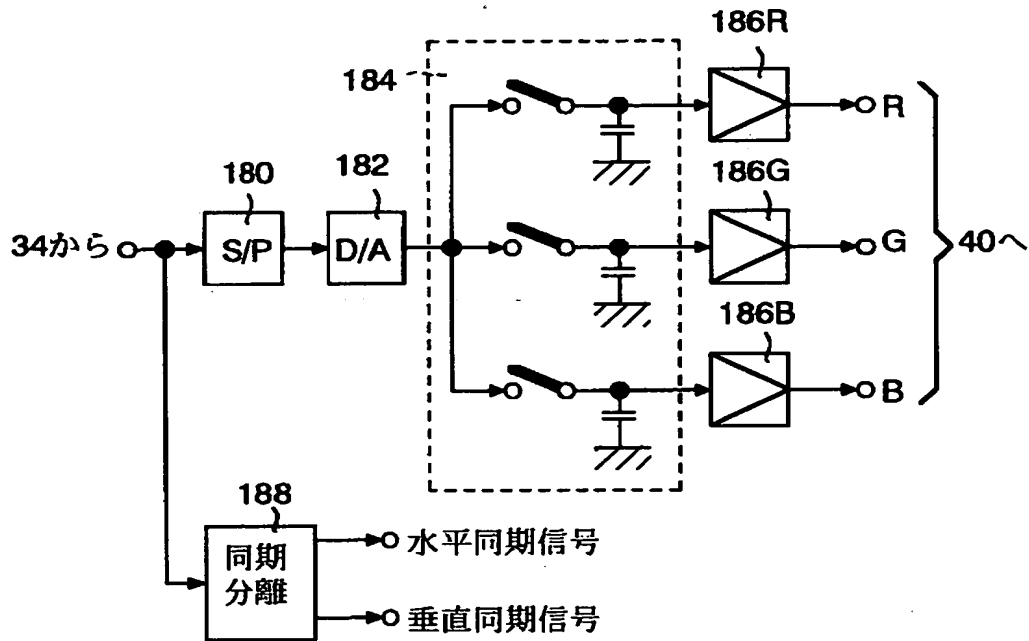 186R
184
R
180
182
186G
34から
S/P
D/A
G
40へ
186B
B
188
同期
分離
水平同期信号
垂直同期信号